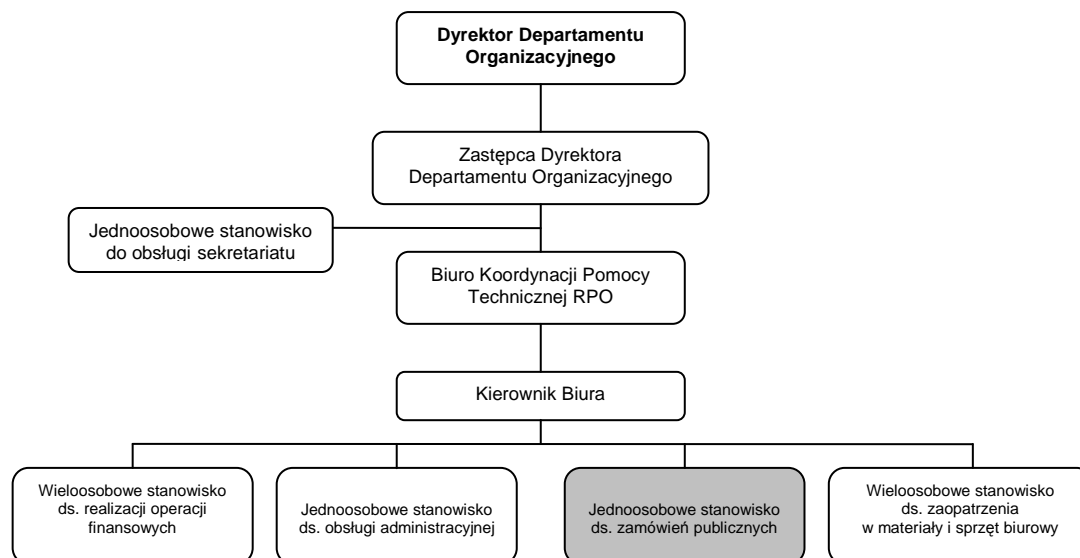 Dyrektor Departamentu
Organizacyjnego
Zastępca Dyrektora
Departamentu Organizacyjnego
Jednoosobowe stanowisko
do obsługi sekretariatu
Biuro Koordynacji Pomocy
Technicznej RPO
Kierownik Biura
Wieloosobowe stanowisko
ds. realizacji operacji
finansowych
Jednoosobowe stanowisko
ds. obsługi administracyjnej
Jednoosobowe stanowisko
ds. zamówień publicznych
Wieloosobowe stanowisko
ds. zaopatrzenia
w materiały i sprzęt biurowy